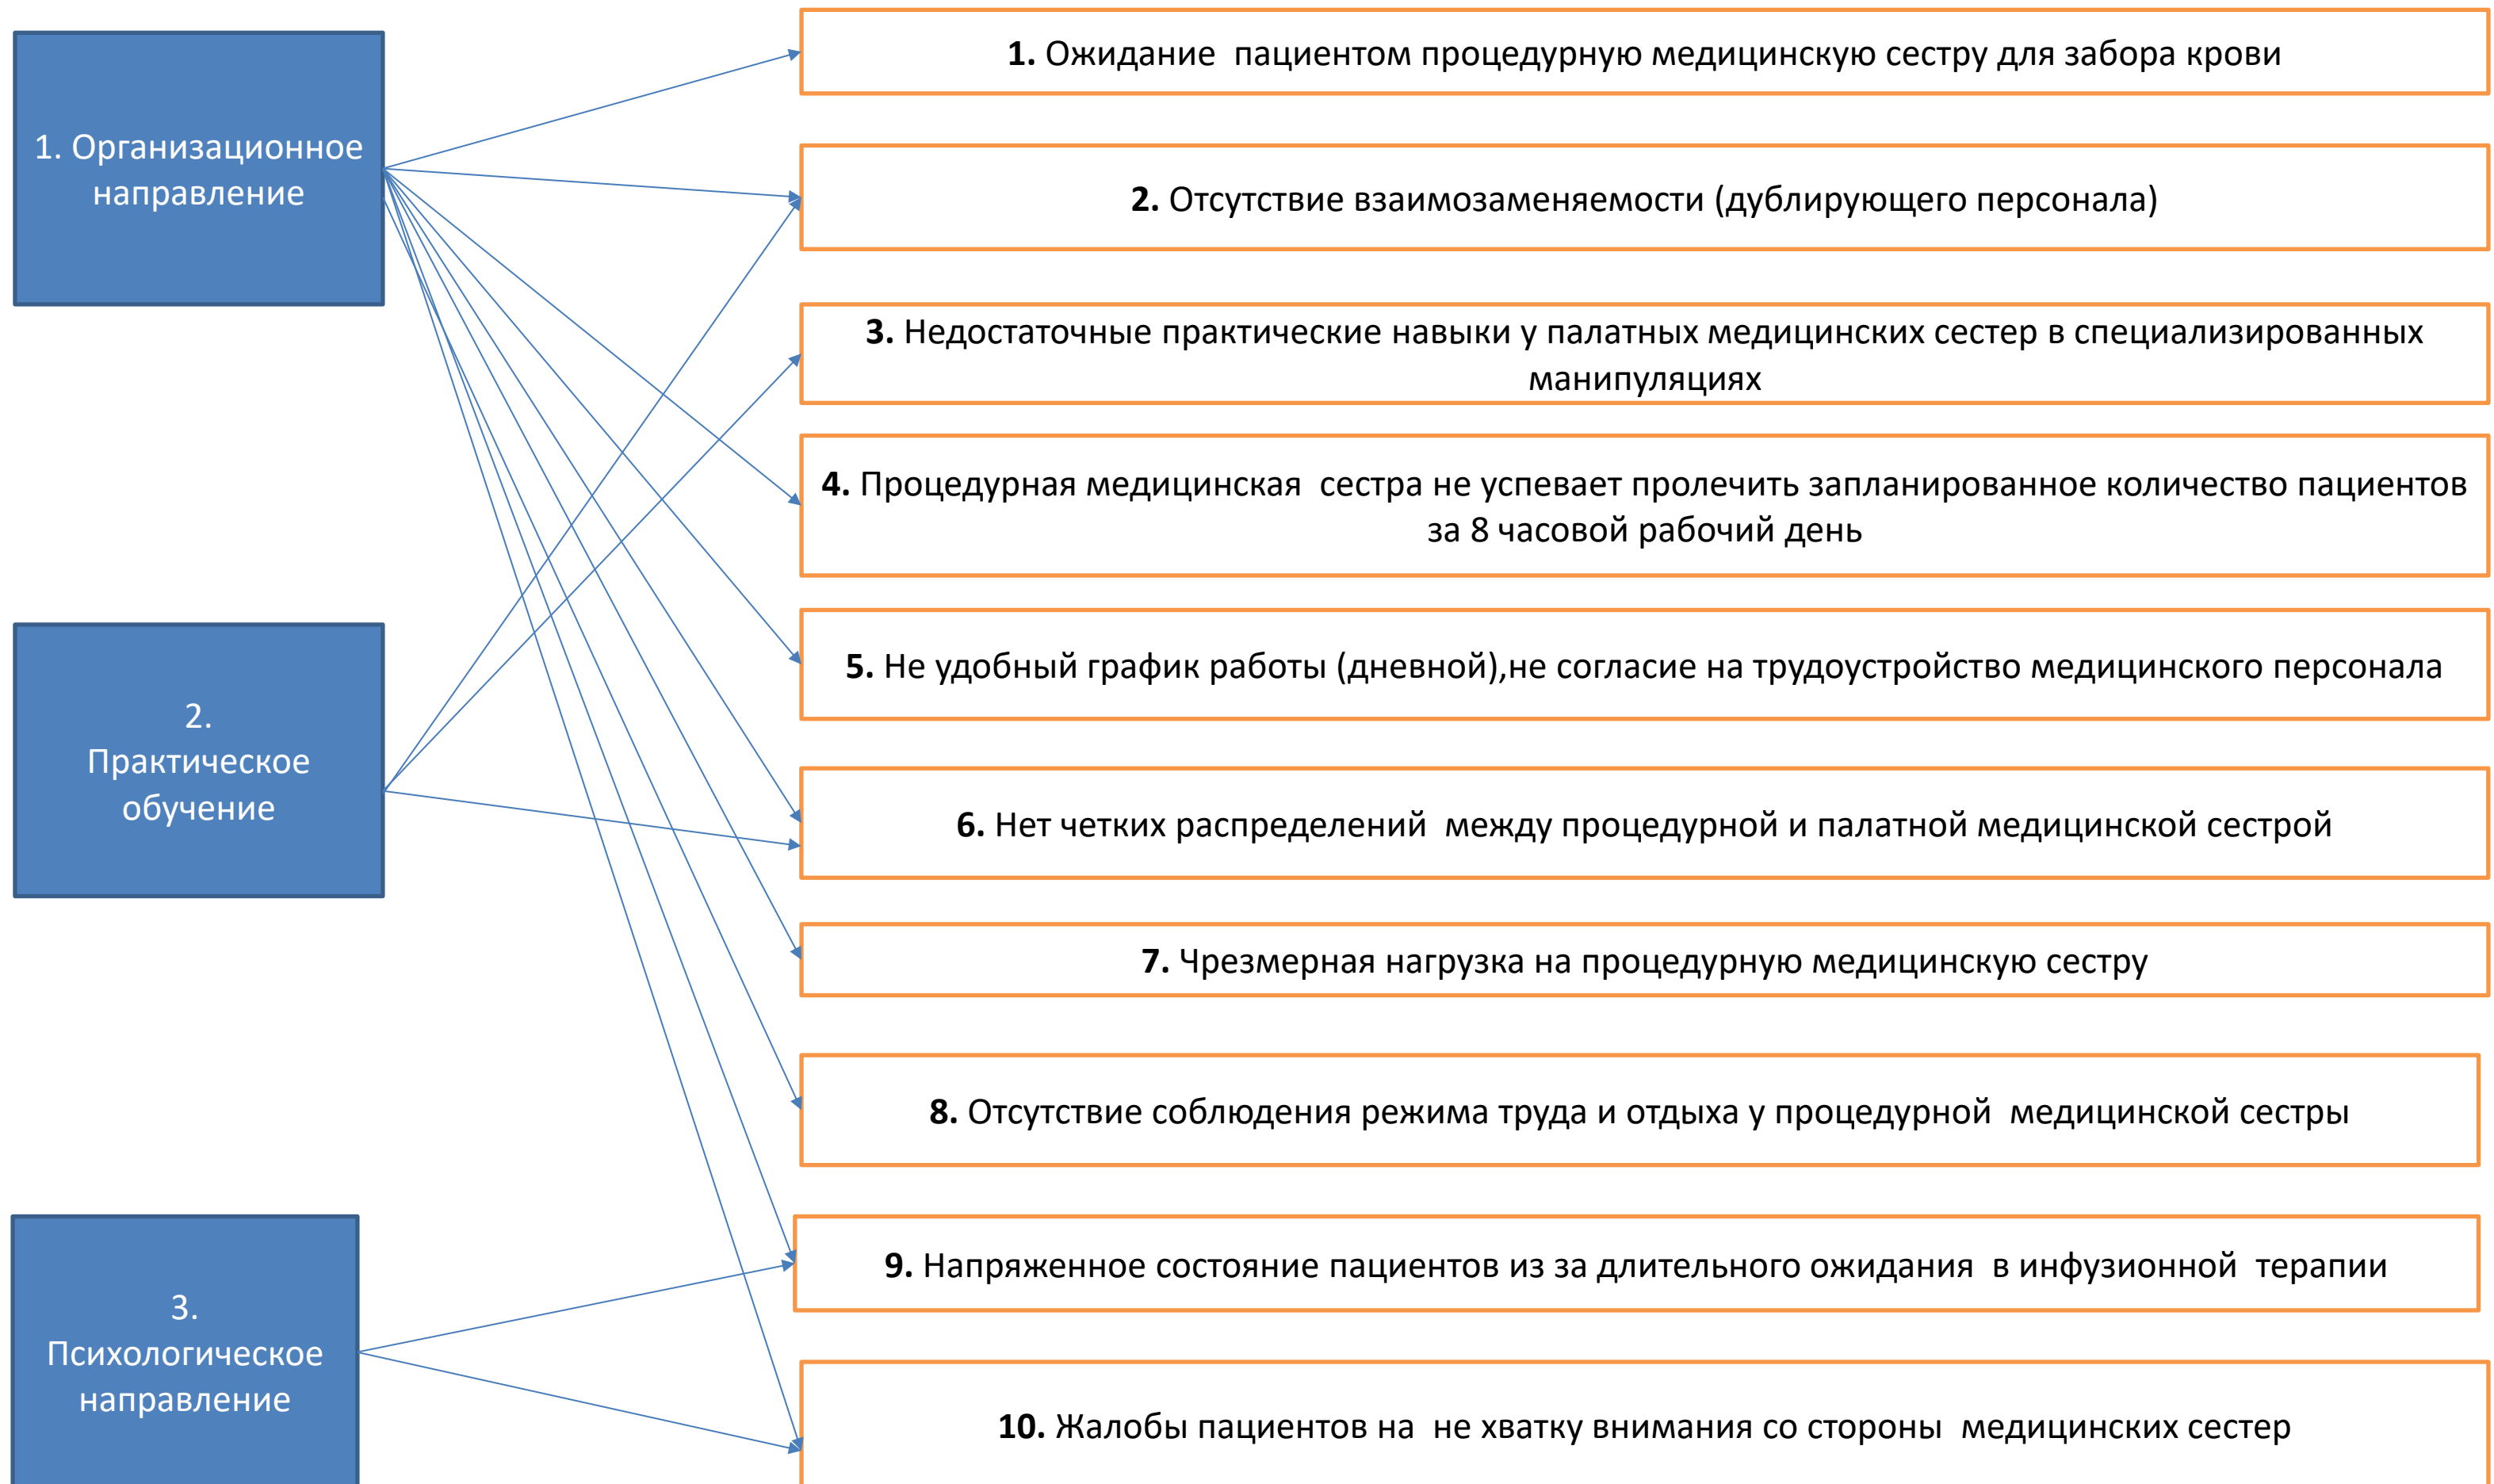 1. Организационное
направление
2.
Практическое
обучение
3.
Психологическое
направление
1. Ожидание  пациентом процедурную медицинскую сестру для забора крови
2. Отсутствие взаимозаменяемости (дублирующего персонала)
3. Недостаточные практические навыки у палатных медицинских сестер в специализированных
манипуляциях
4. Процедурная медицинская  сестра не успевает пролечить запланированное количество пациентов
за 8 часовой рабочий день
5. Не удобный график работы (дневной),не согласие на трудоустройство медицинского персонала
6. Нет четких распределений  между процедурной и палатной медицинской сестрой
7. Чрезмерная нагрузка на процедурную медицинскую сестру
8. Отсутствие соблюдения режима труда и отдыха у процедурной  медицинской сестры
9. Напряженное состояние пациентов из за длительного ожидания  в инфузионной  терапии
10. Жалобы пациентов на  не хватку внимания со стороны  медицинских сестер